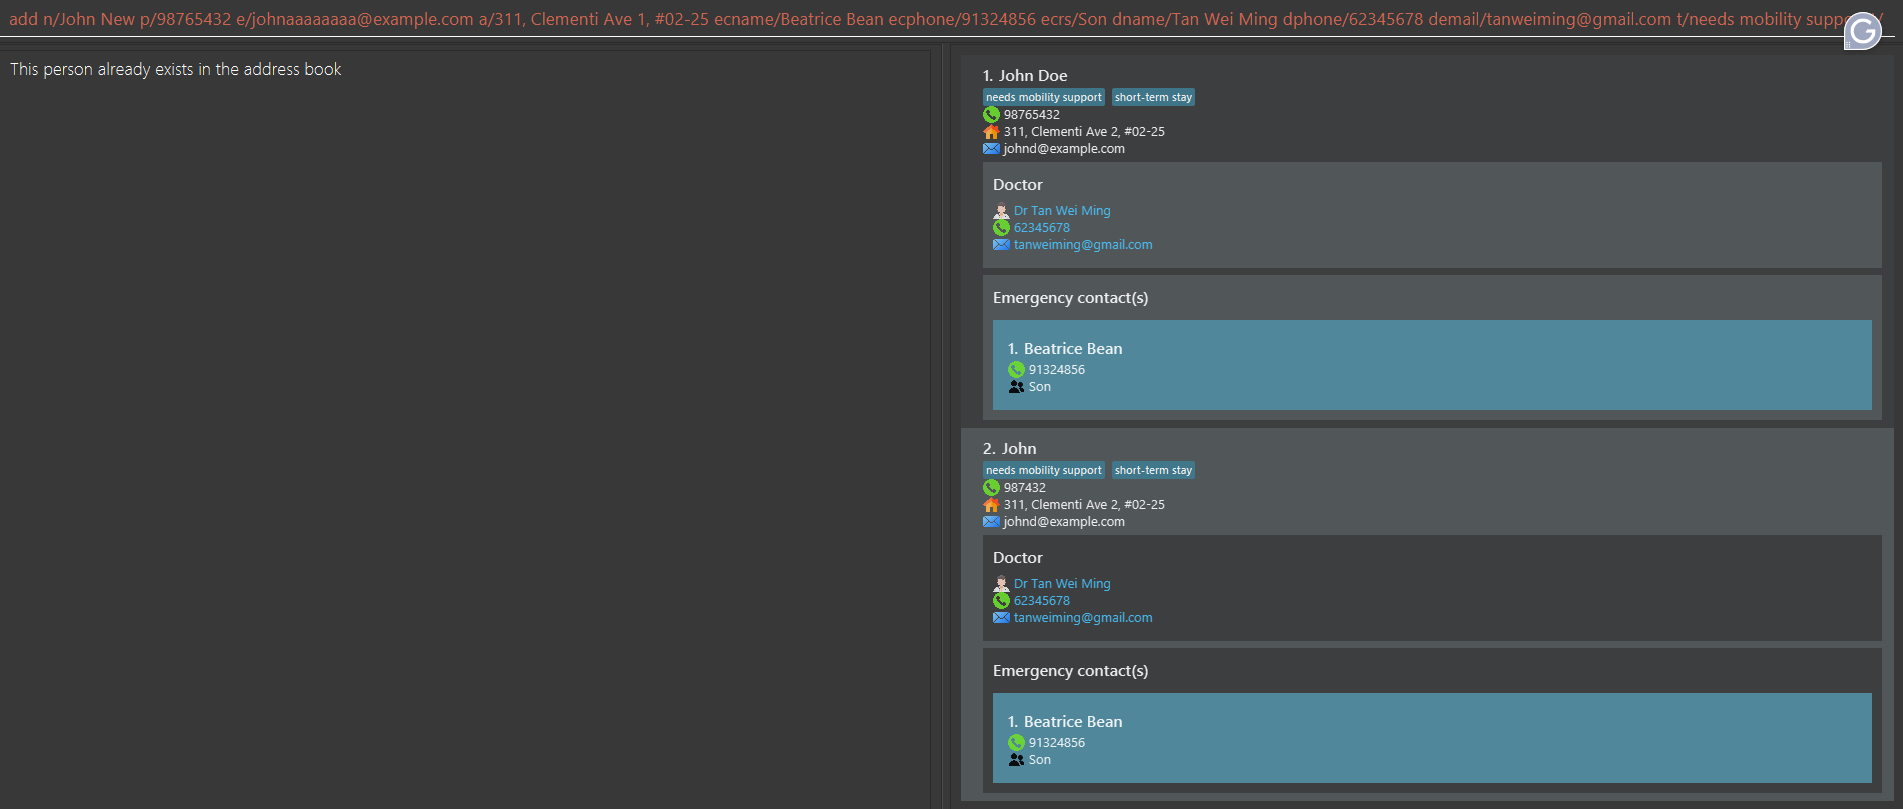 add n/John New p/98765432 e/johnaaaaaaaa@example.com a/311, Clementi Ave 1, #02-25 ecname/Beatrice Bean ecphone/91324856 ecrs/Son dname/Tan Wei Ming dphone/62345678 demail/tanweiming@gmail.com t/needs mobility
This person already exists in the address book
1. John Doe
needs mobility support short-term stay
98765432
311, Clementi Ave 2, #02-25
johnd@example.com
Doctor
Dr Tan Wei Ming
62345678
tanweiming@gmail.com
Emergency contact(s)
1. Beatrice Bean
91324856
Son
2. John
needs mobility support short-term stay
987432
311, Clementi Ave 2, #02-25
johnd@example.com
Doctor
Dr Tan Wei Ming
62345678
tanweiming@gmail.com
Emergency contact(s)
1. Beatrice Bean
91324856
Son